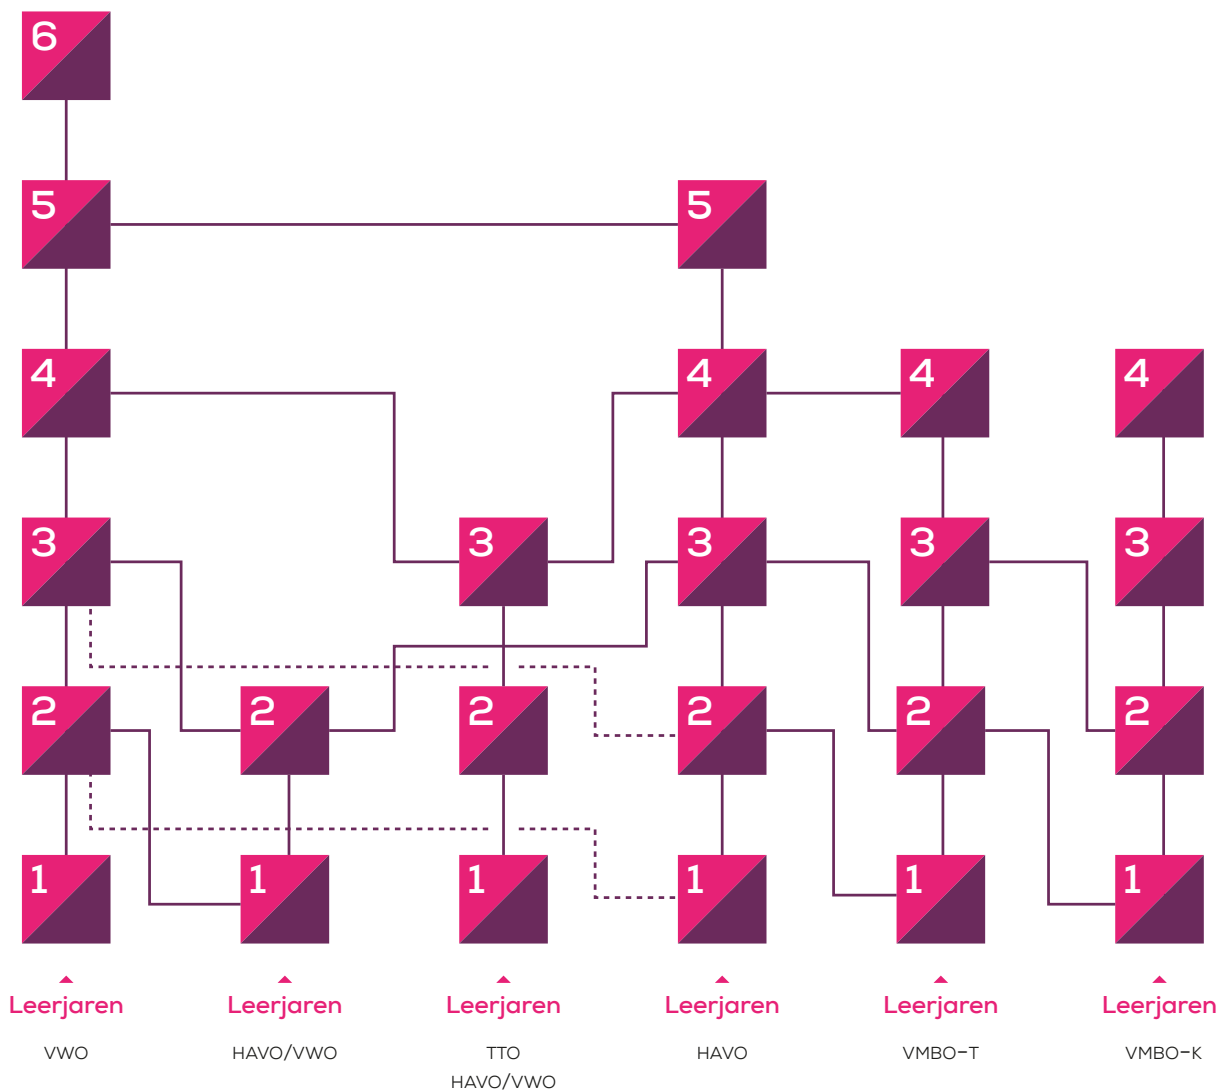 6
5 5
4 4 4 4
3 3 3 3 3
2 2 2 2 2 2
1 1 1 1 1 1
Leerjaren Leerjaren Leerjaren Leerjaren Leerjaren Leerjaren
VWO HAVO/VWO TTO HAVO VMBO-T VMBO-K
HAVO/VWO